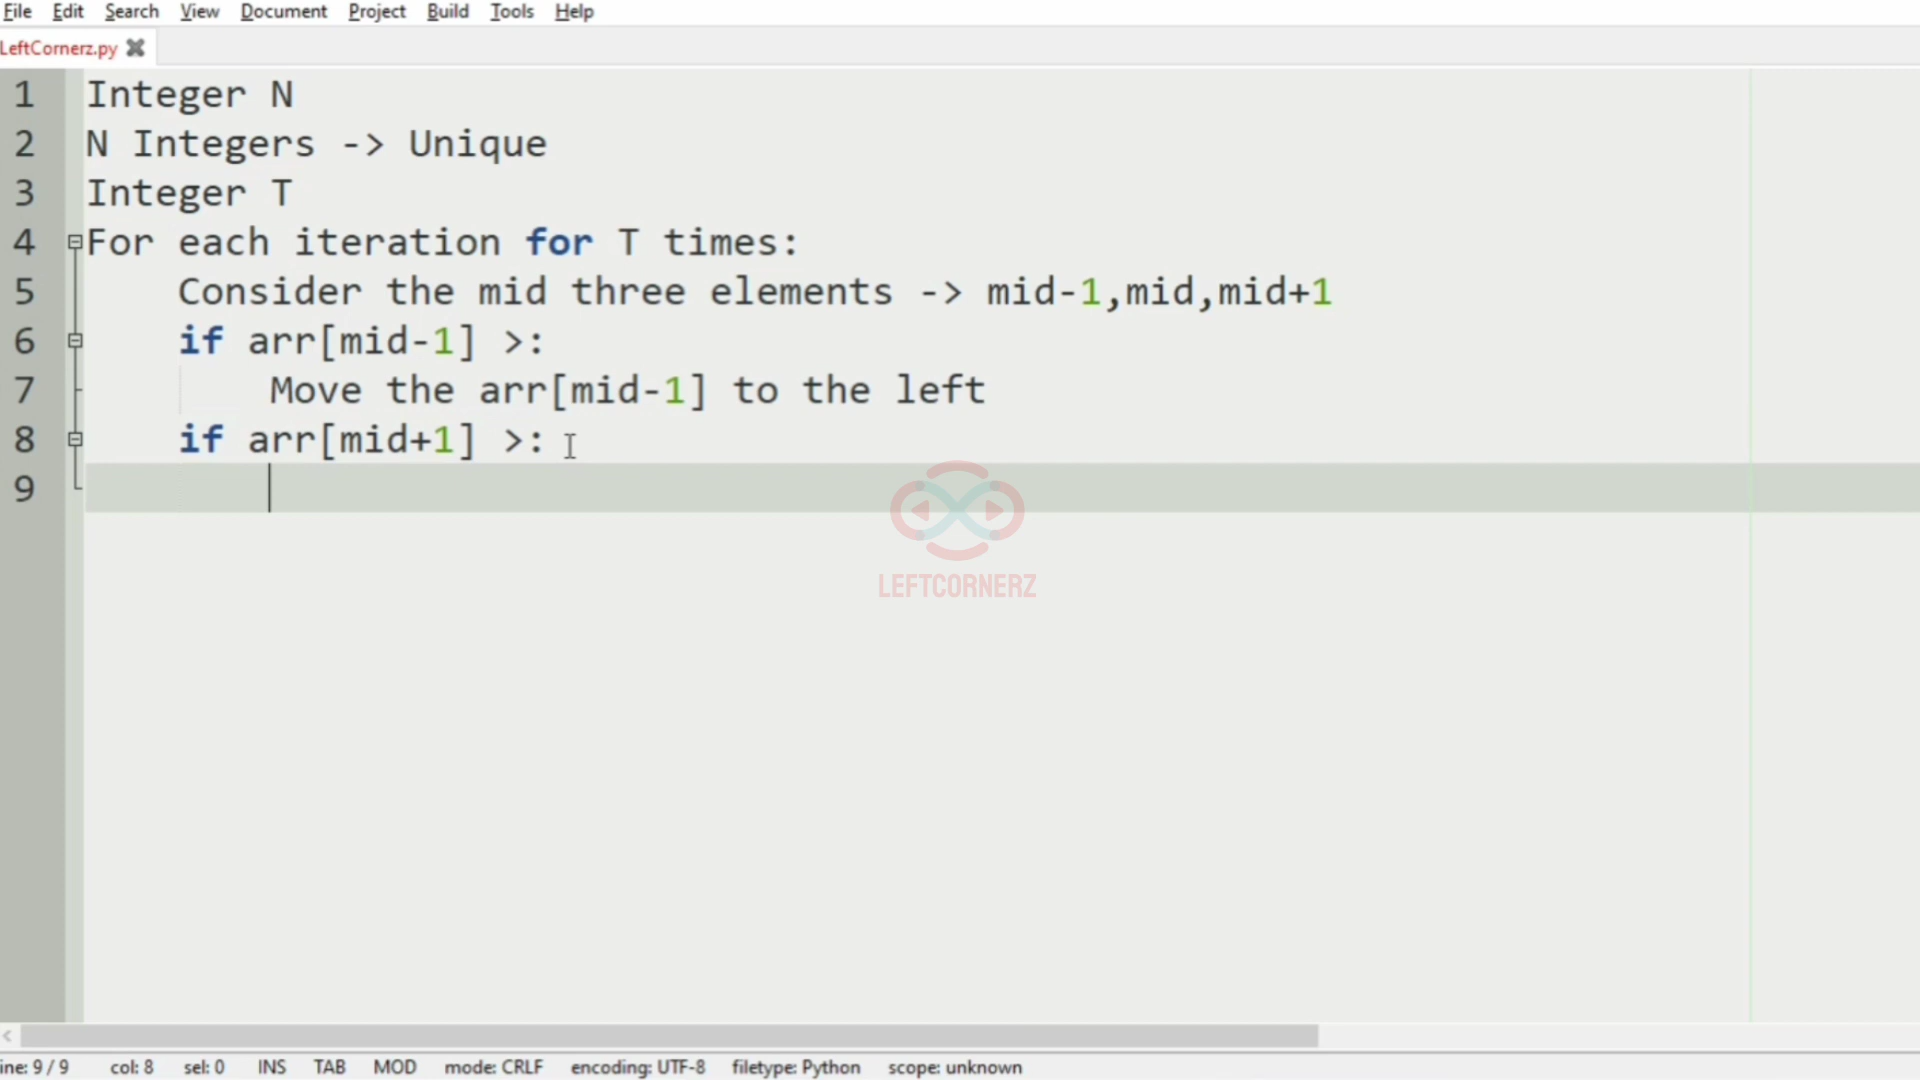 File Edit Search View Document Project Build Tools Help
LeftCornerz.py
1 Integer N
2 N Integers -> Unique
3 Integer T
4 For each iteration for T times:
5 Consider the mid three elements -> mid-1,mid,mid+1
6 if arr[mid-1] >:
7 Move the arr[mid-1] to the left
8 if arr[mid+1] >:
9
LEFTCORNERZ
ine: 9 / 9 col: 8 sel: 0 INS TAB MOD mode: CRLF encoding: UTF-8 filetype: Python scope: unknown